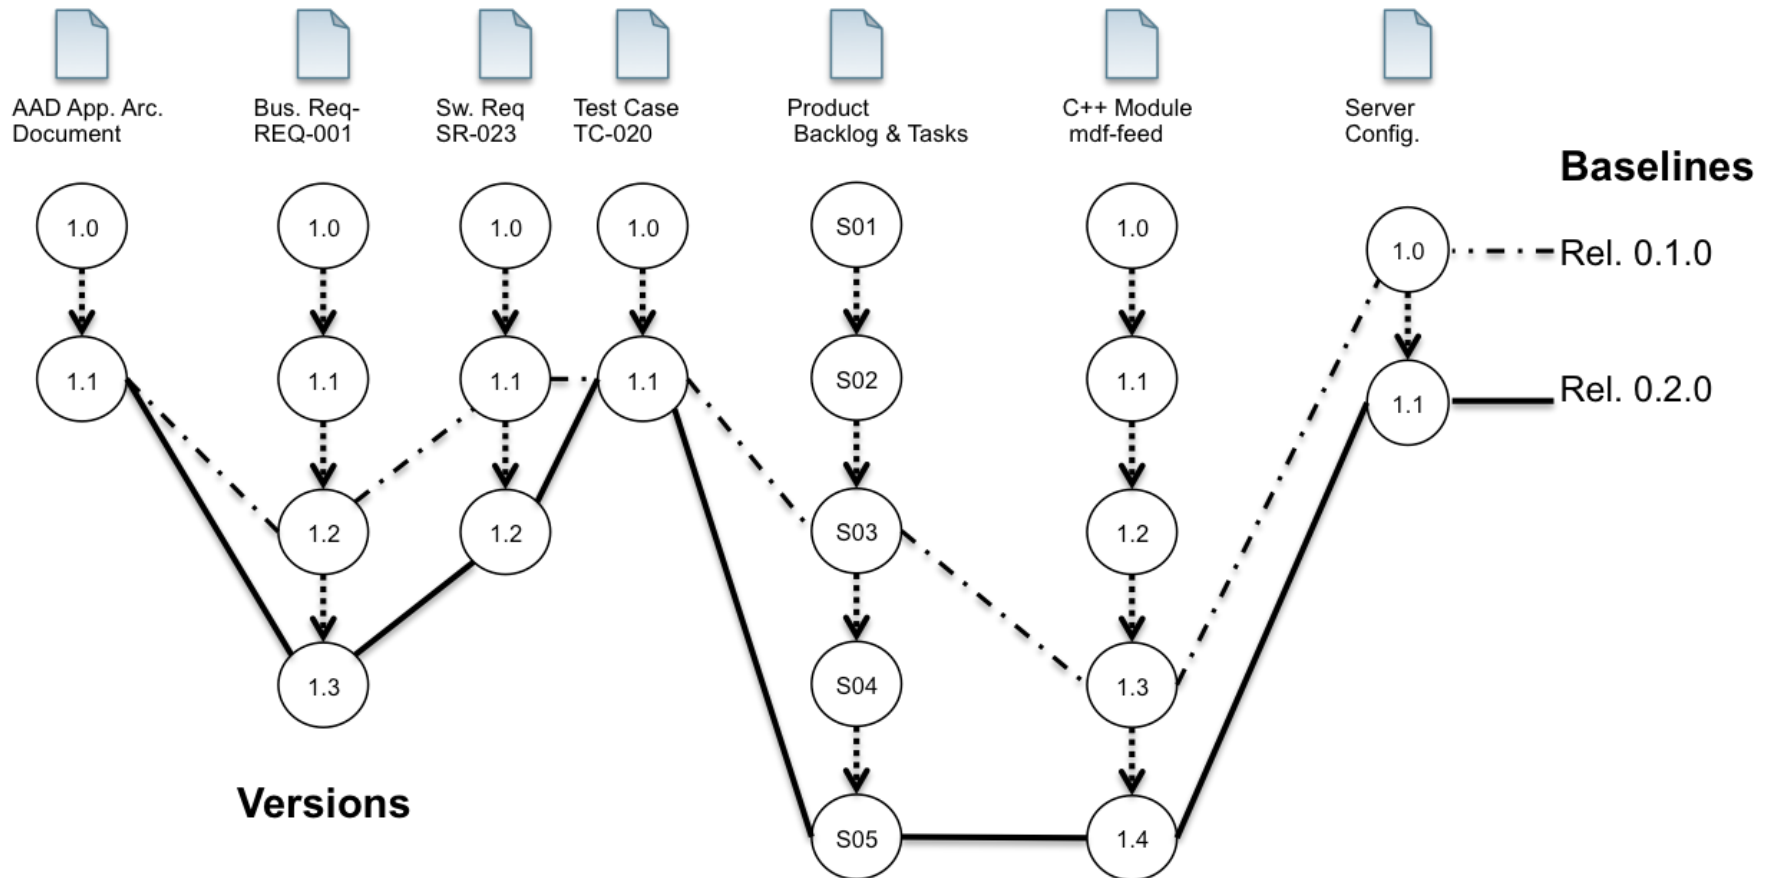 AAD App. Arc.
Document
Bus. Req-
REQ-001
Sw. Req
SR-023
Test Case
TC-020
Product
Backlog & Tasks
C++ Module
mdf-feed
Server
Config.
Baselines
1.0
1.0
1.0
1.0
S01
1.0
1.0
Rel. 0.1.0
1.1
1.1
1.1
1.1
S02
1.1
1.1
Rel. 0.2.0
1.2
1.2
S03
1.2
1.3
S04
1.3
Versions
S05
1.4